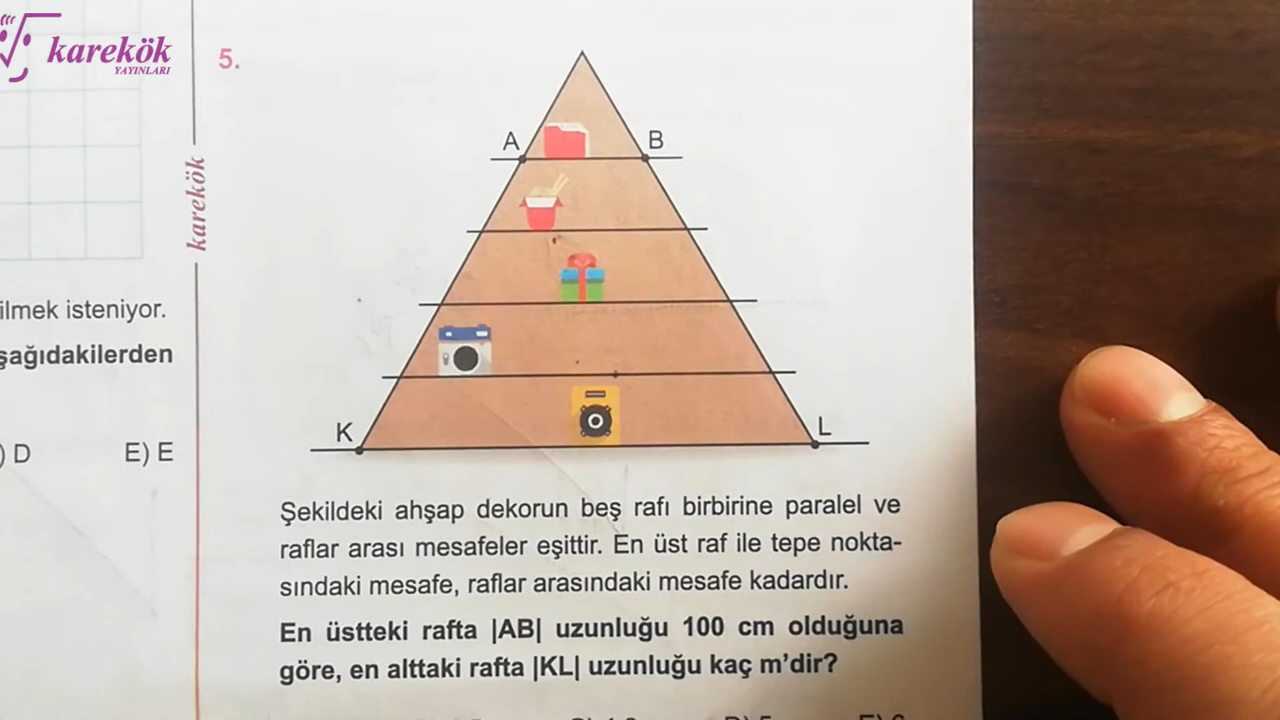 karekök
YAYINLARI
karekök
ilmek isteniyor.
şağıdakilerden
) D
E) E
5.
A
B
K
L
Şekildeki ahşap dekorun beş rafı birbirine paralel ve
raflar arası mesafeler eşittir. En üst raf ile tepe nokta-
sındaki mesafe, raflar arasındaki mesafe kadardır.
En üstteki rafta |AB| uzunluğu 100 cm olduğuna
göre, en alttaki rafta |KL| uzunluğu kaç m'dir?